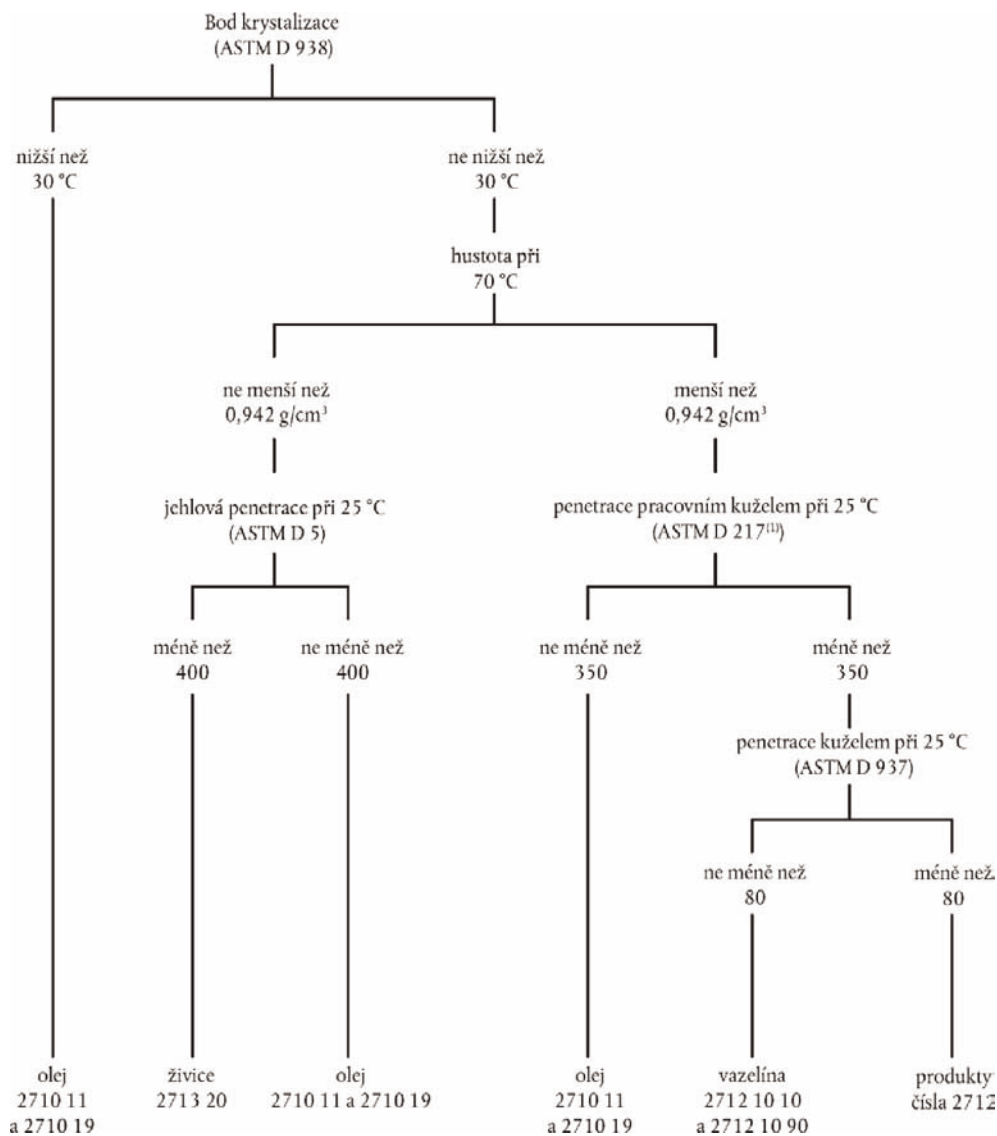 Bod krystalizace
(ASTM D 938)
nižší než
30 °C
ne nižší než
30 °C
hustota při
70 °C
ne menší než
0,942 g/cm³
menší než
0,942 g/cm³
jehlová penetrace při 25 °C
(ASTM D 5)
penetrace pracovním kuželem při 25 °C
(ASTM D 217⁽¹⁾)
méně než
400
ne méně než
400
ne méně než
350
méně než
350
penetrace kuželem při 25 °C
(ASTM D 937)
ne méně než
80
méně než
80
olej
2710 11
a 2710 19
živice
2713 20
olej
2710 11 a 2710 19
olej
2710 11
a 2710 19
vazelína
2712 10 10
a 2712 10 90
produkty
čísla 2712